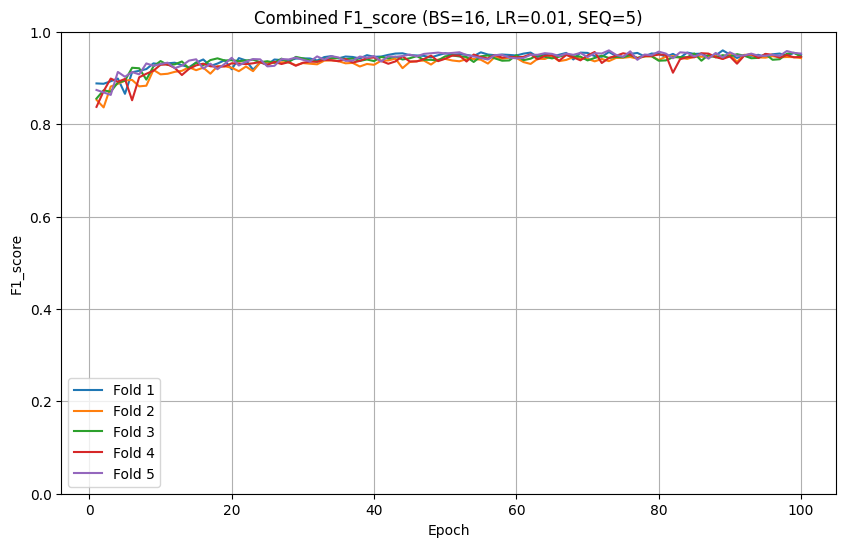 Combined F1_score (BS=16, LR=0.01, SEQ=5)
1.0
0.8
0.6
0.4
0.2
0.0
F1_score
Fold 1
Fold 2
Fold 3
Fold 4
Fold 5
0 20 40 60 80 100
Epoch